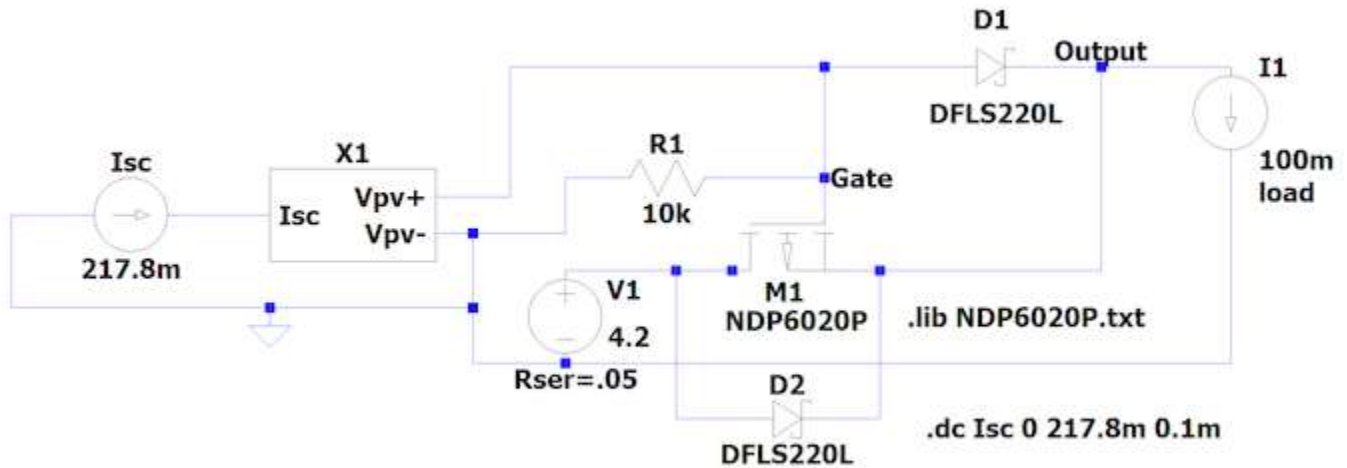 D1
Output
I1
DFLS220L
R1
X1
Isc
100m
load
Gate
Vpv+
Isc
10k
Vpv-
217.8m
V1
M1
NDP6020P
.lib NDP6020P.txt
4.2
Rser=.05
D2
.dc Isc 0 217.8m 0.1m
DFLS220L